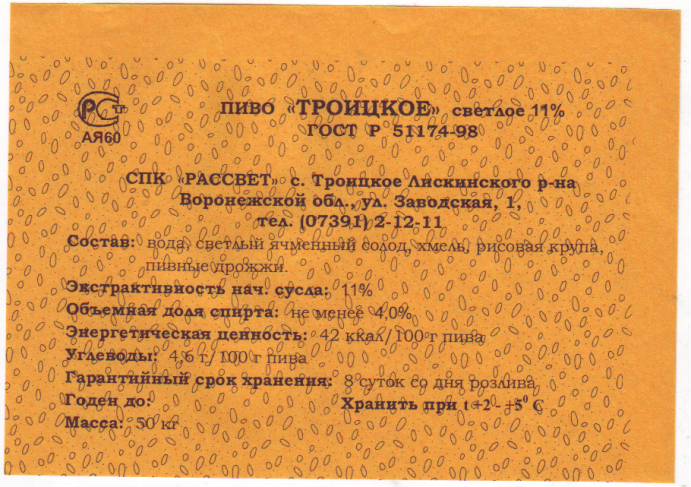 РСТ
АЯ60
ПИВО «ТРОИЦКОЕ» светлое 11%
ГОСТ Р 51174-98
СПК «РАССВЕТ» с. Троицкое Лискинского р-на
Воронежской обл., ул. Заводская, 1,
тел. (07391) 2-12-11
Состав: вода, светлый ячменный солод, хмель, рисовая крупа,
пивные дрожжи.
Экстрактивность нач. сусла: 11%
Объемная доля спирта: не менее 4,0%
Энергетическая ценность: 42 ккал/100 г пива
Углеводы: 4,6 г/100 г пива
Гарантийный срок хранения: 8 суток со дня розлива
Годен до: Хранить при t +2 - +5⁰ С
Масса: 50 кг